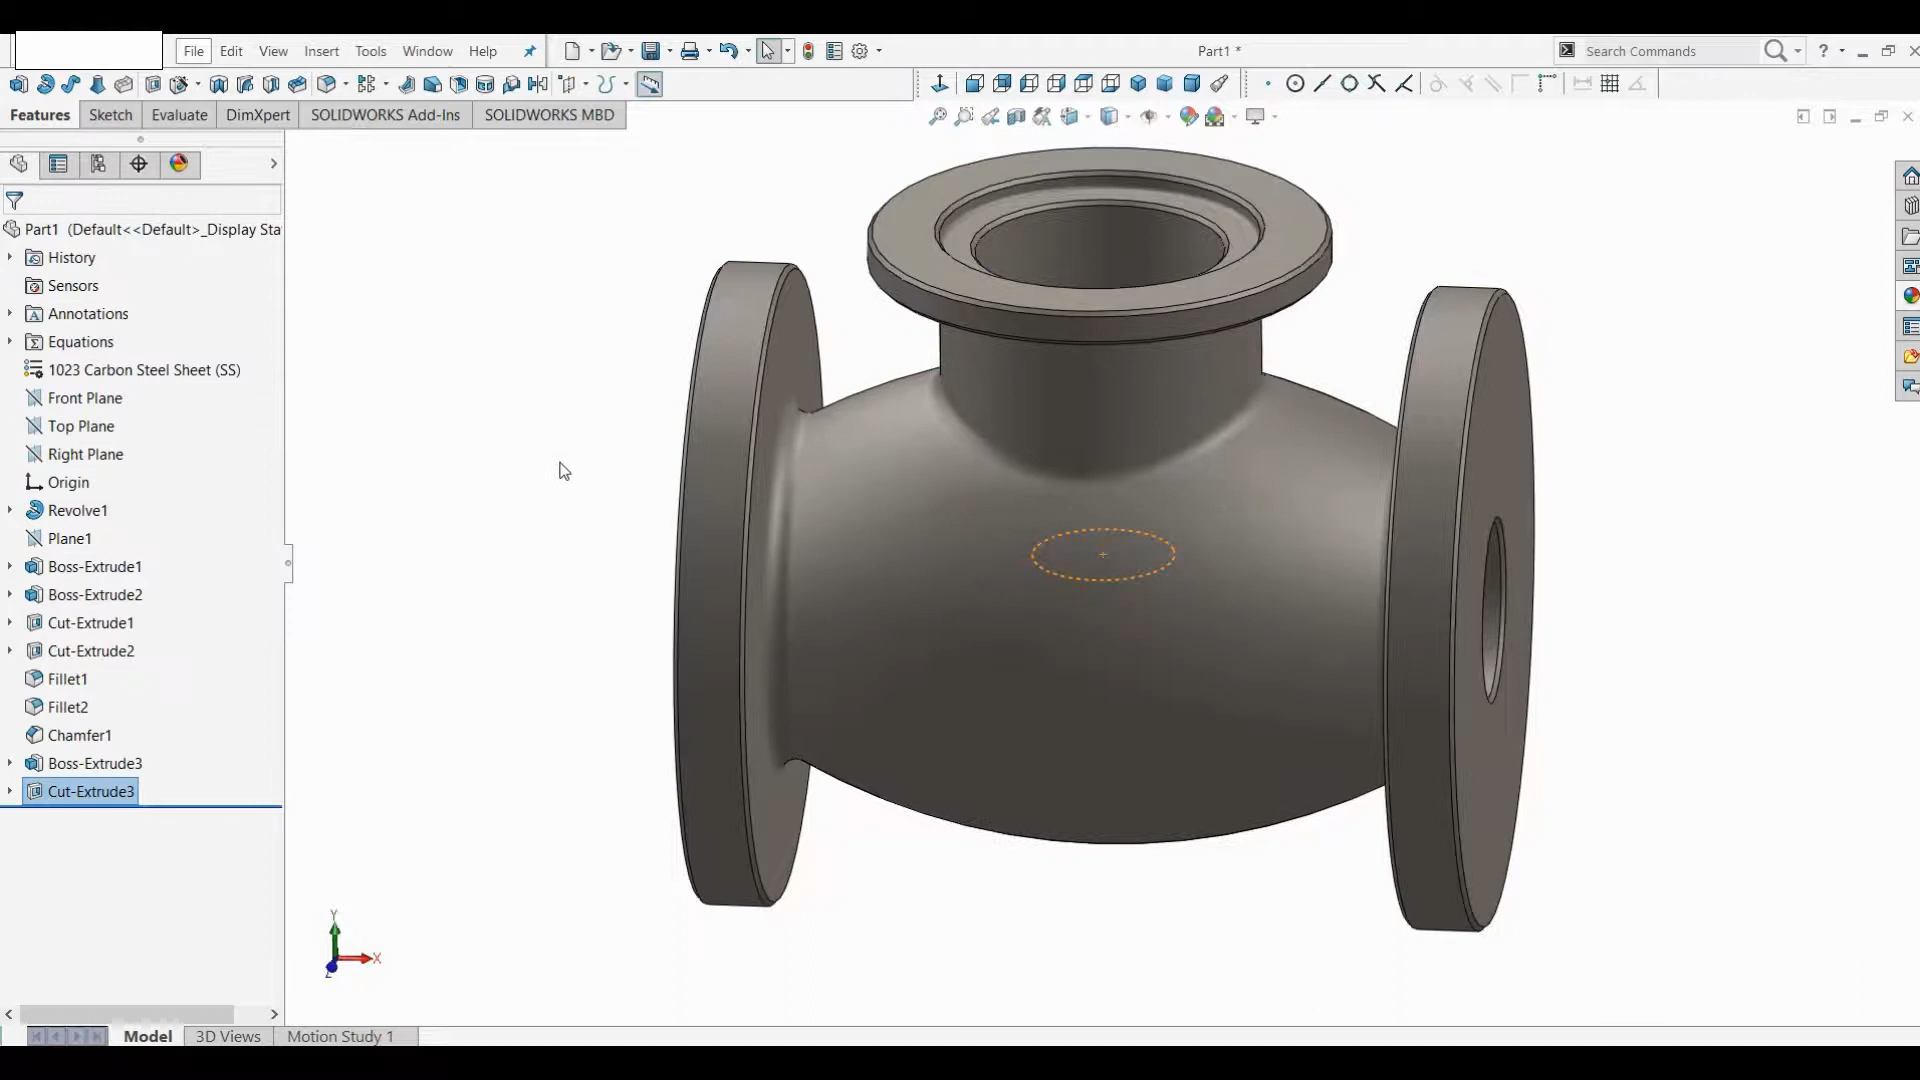 File Edit View Insert Tools Window Help
Part1 *
Search Commands
?
Features Sketch Evaluate DimXpert SOLIDWORKS Add-Ins SOLIDWORKS MBD
Part1 (Default<<Default>_Display Sta
History
Sensors
Annotations
Equations
1023 Carbon Steel Sheet (SS)
Front Plane
Top Plane
Right Plane
Origin
Revolve1
Plane1
Boss-Extrude1
Boss-Extrude2
Cut-Extrude1
Cut-Extrude2
Fillet1
Fillet2
Chamfer1
Boss-Extrude3
Cut-Extrude3
Y
X
Z
Model 3D Views Motion Study 1